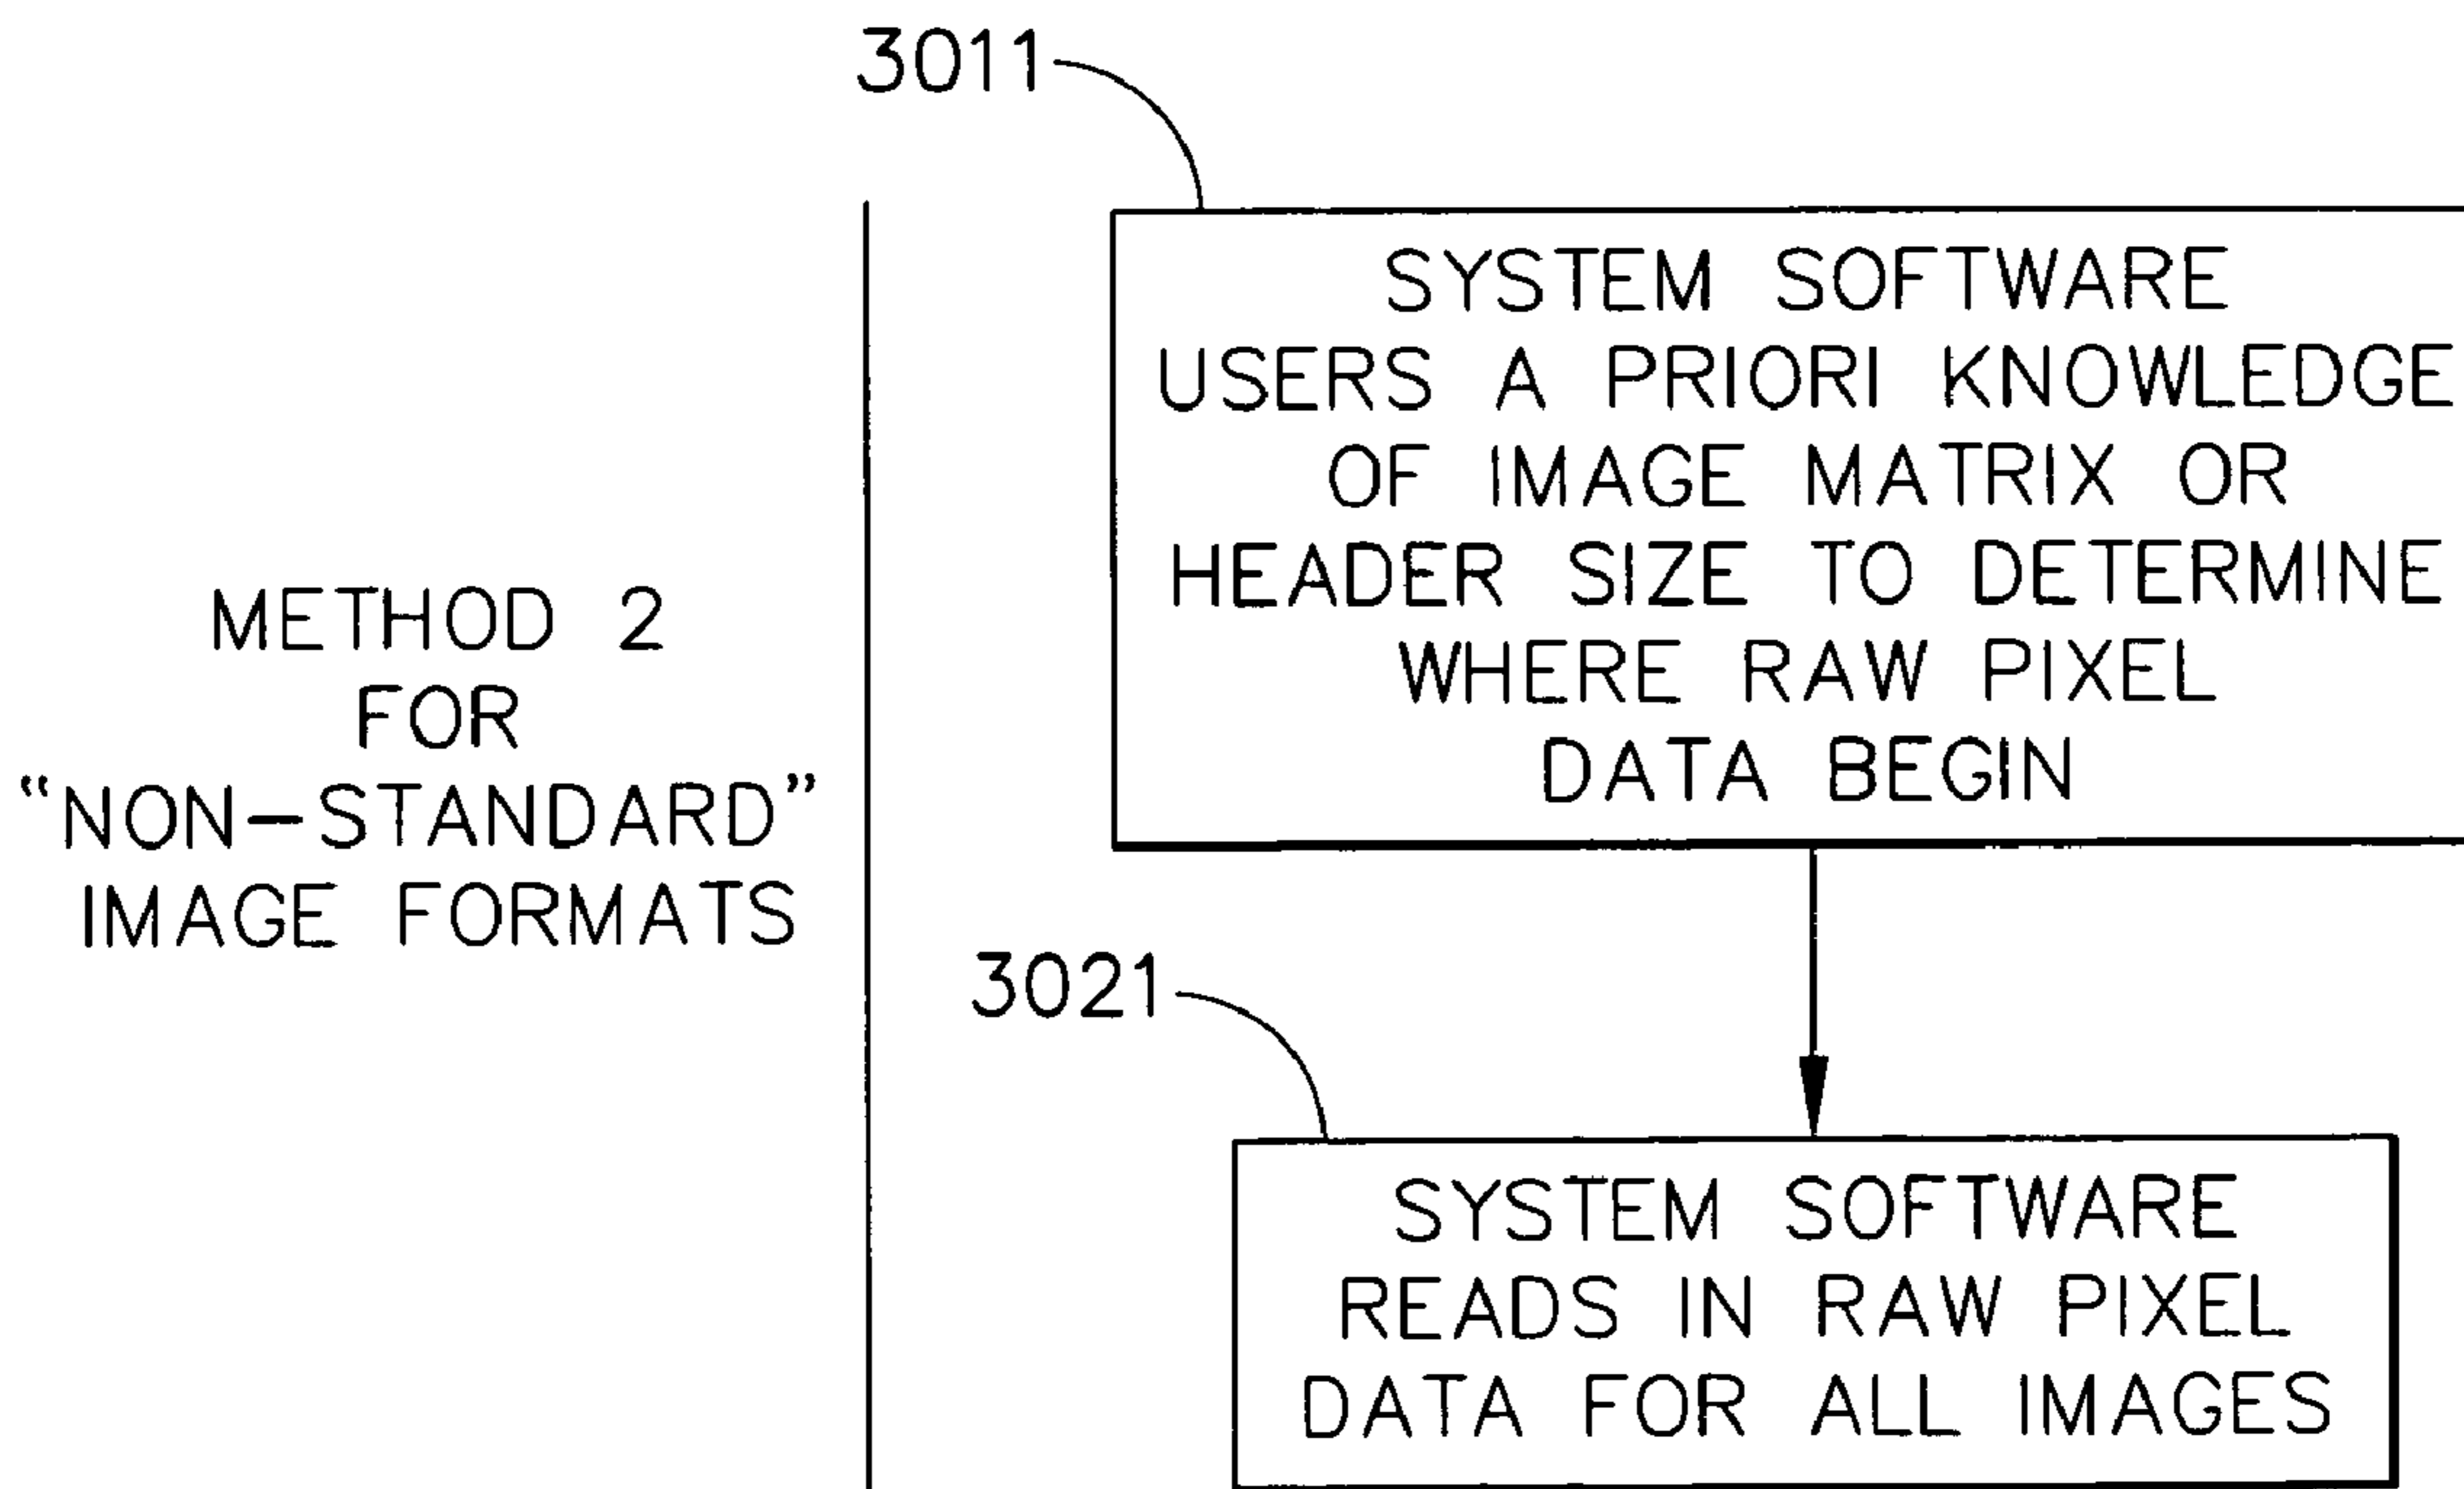 3011
SYSTEM SOFTWARE
USERS A PRIORI KNOWLEDGE
OF IMAGE MATRIX OR
HEADER SIZE TO DETERMINE
WHERE RAW PIXEL
DATA BEGIN
METHOD 2
FOR
“NON-STANDARD”
IMAGE FORMATS
3021
SYSTEM SOFTWARE
READS IN RAW PIXEL
DATA FOR ALL IMAGES